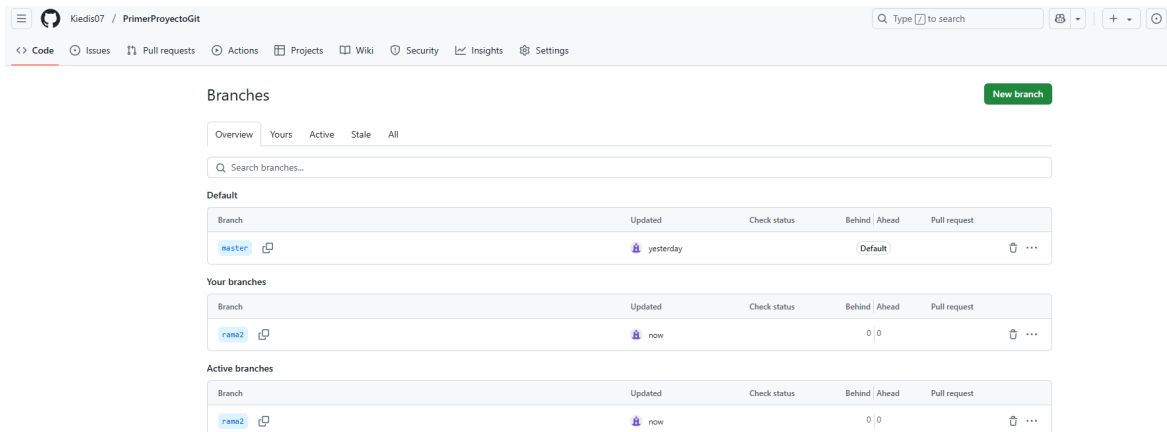 Kiedis07 / PrimerProyectoGit
Type / to search
<> Code Issues Pull requests Actions Projects Wiki Security Insights Settings
Branches
New branch
Overview Yours Active Stale All
Search branches...
Default
Branch Updated Check status Behind Ahead Pull request
master yesterday Default
Your branches
Branch Updated Check status Behind Ahead Pull request
rama2 now 0 0
Active branches
Branch Updated Check status Behind Ahead Pull request
rama2 now 0 0